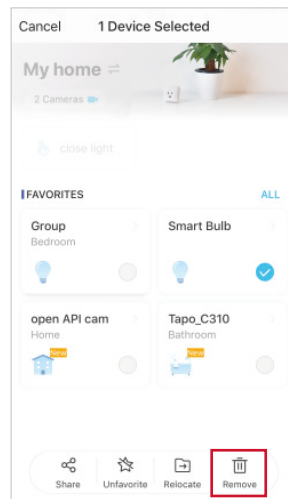 Cancel 1 Device Selected
My home
2 Cameras
close light
FAVORITES ALL
Group Smart Bulb
Bedroom
open API cam Tapo_C310
Home Bathroom
New New
Share Unfavorite Relocate Remove